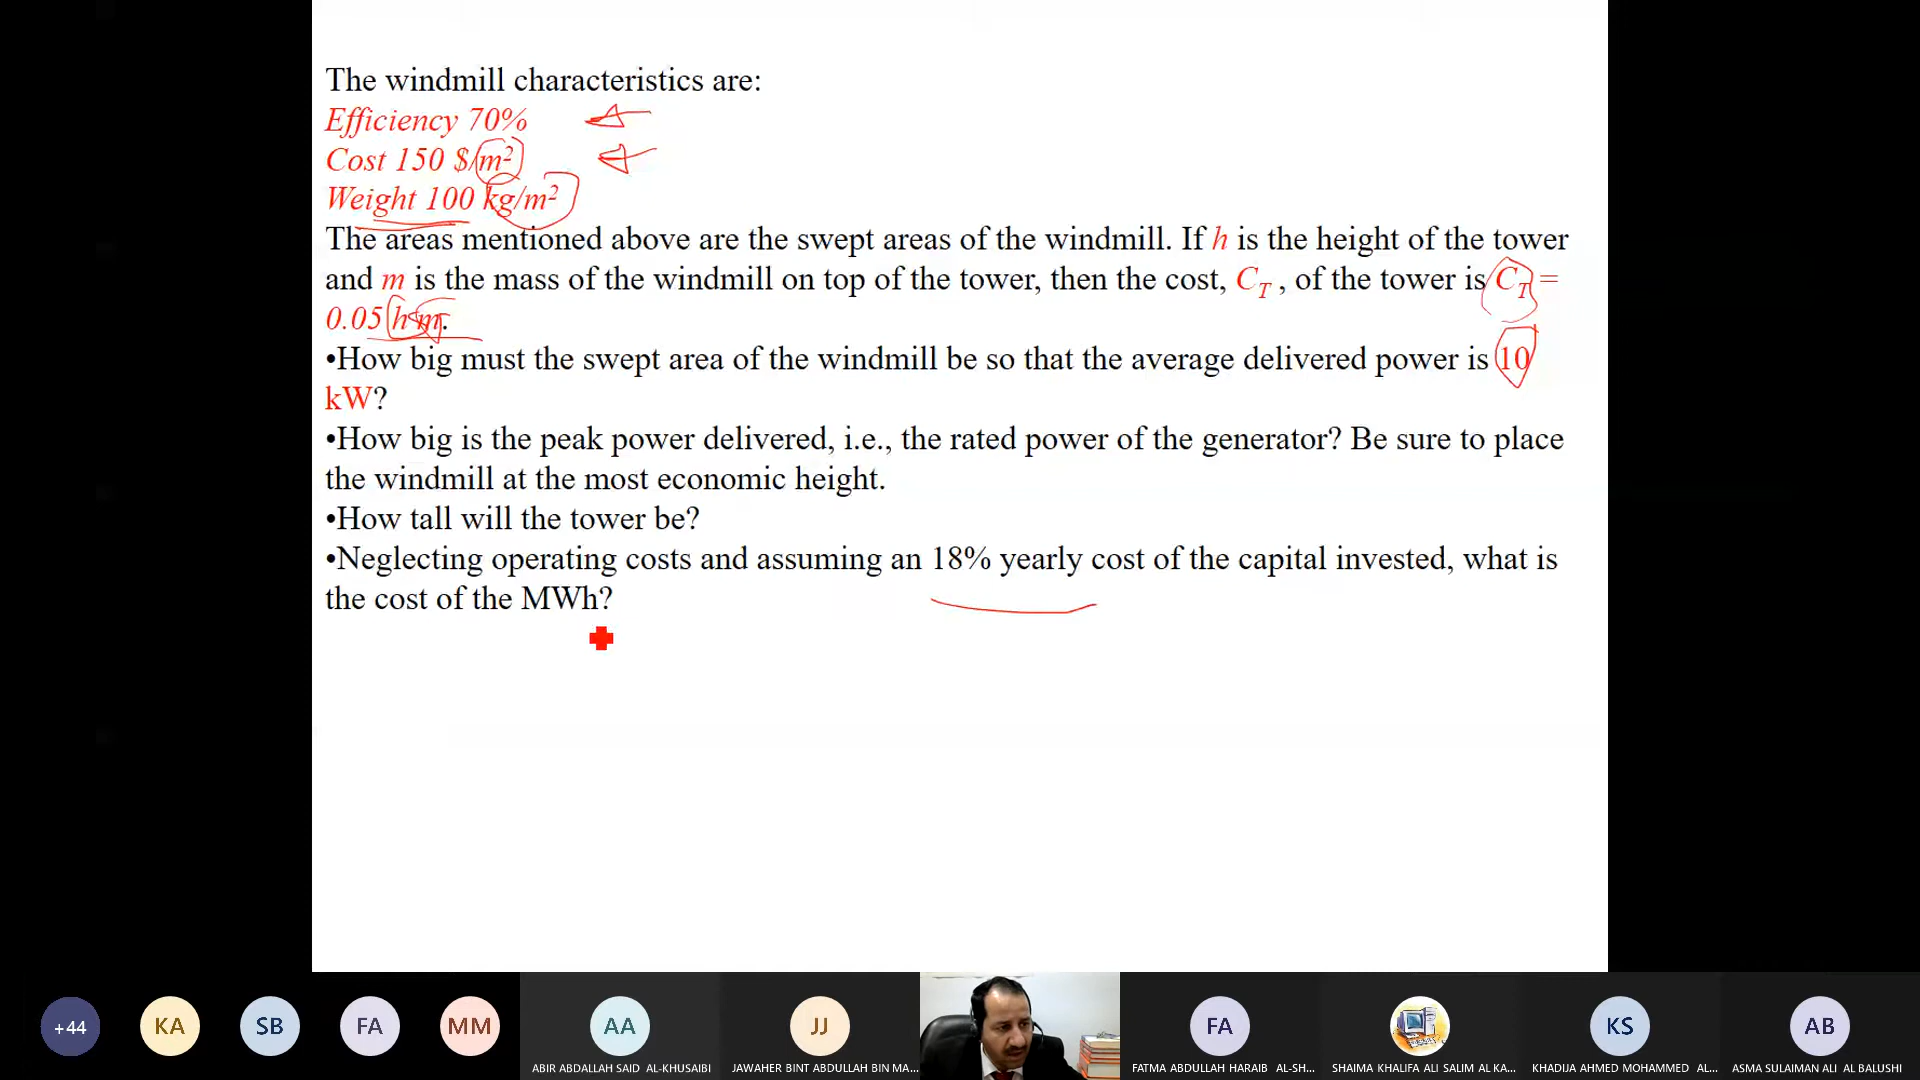 The windmill characteristics are:
Efficiency 70%
Cost 150 $/m²
Weight 100 kg/m²
The areas mentioned above are the swept areas of the windmill. If h is the height of the tower
and m is the mass of the windmill on top of the tower, then the cost, C_T , of the tower is C_T =
0.05 h m.
•How big must the swept area of the windmill be so that the average delivered power is 10
kW?
•How big is the peak power delivered, i.e., the rated power of the generator? Be sure to place
the windmill at the most economic height.
•How tall will the tower be?
•Neglecting operating costs and assuming an 18% yearly cost of the capital invested, what is
the cost of the MWh?
+44 KA SB FA MM AA JJ FA KS AB
ABIR ABDALLAH SAID AL-KHUSAIBI JAWAHER BINT ABDULLAH BIN MA... FATMA ABDULLAH HARAIB AL-SH... SHAIMA KHALIFA ALI SALIM AL KA... KHADIJA AHMED MOHAMMED AL... ASMA SULAIMAN ALI AL BALUSHI